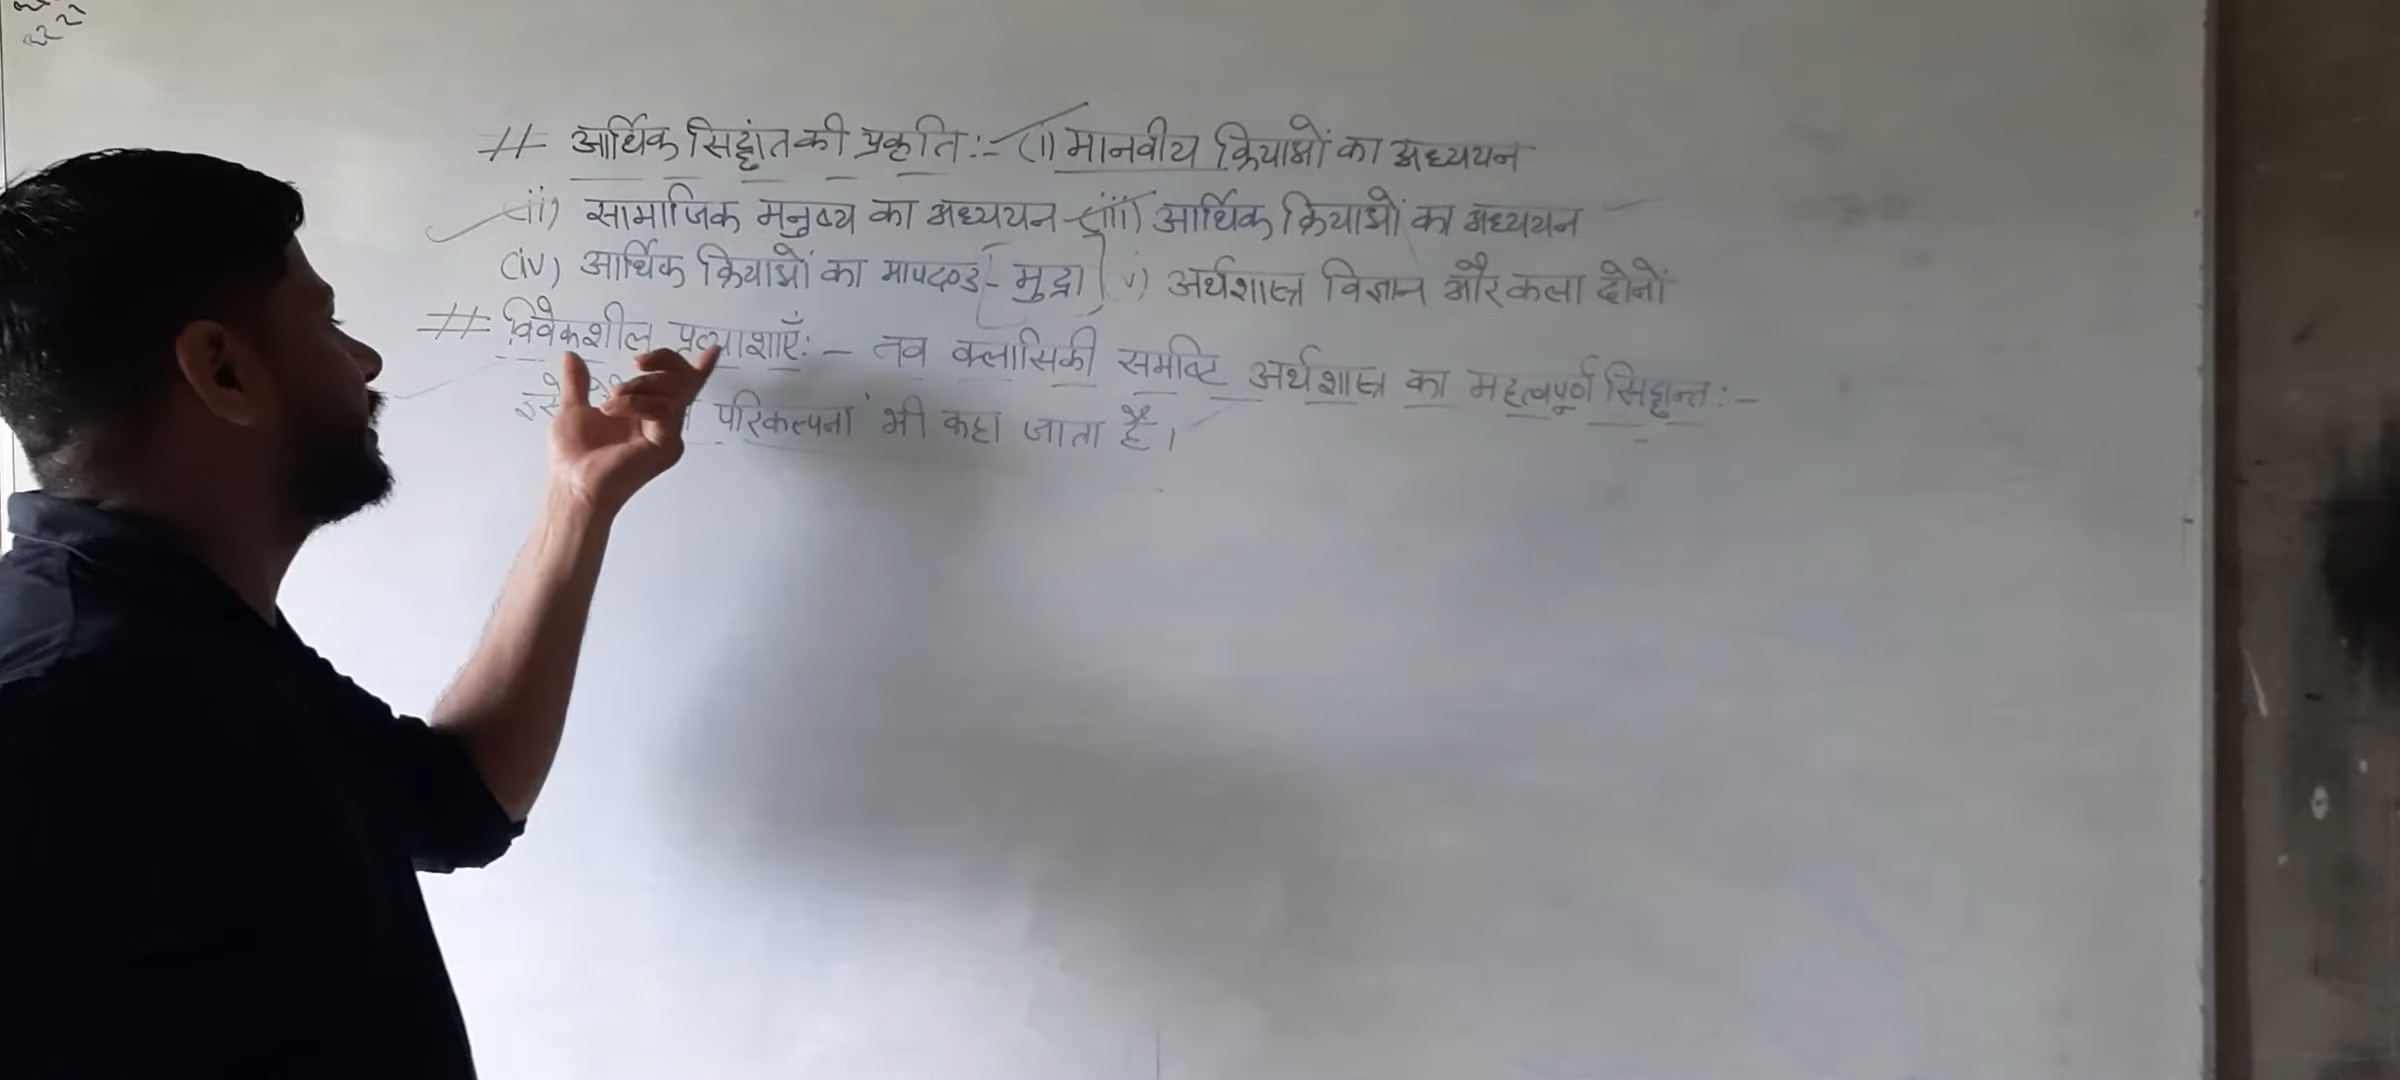 # आर्थिक सिद्धांत की प्रकृति :- (i) मानवीय क्रियाओं का अध्ययन
(ii) सामाजिक मनुष्य का अध्ययन (iii) आर्थिक क्रियाओं का अध्ययन
(iv) आर्थिक क्रियाओं का मापदण्ड - मुद्रा (v) अर्थशास्त्र विज्ञान और कला दोनों
# विवेकशील प्रत्याशाएँ :- नव क्लासिकी समष्टि अर्थशास्त्र का महत्वपूर्ण सिद्धान्त :-
इसे परिकल्पना भी कहा जाता है।